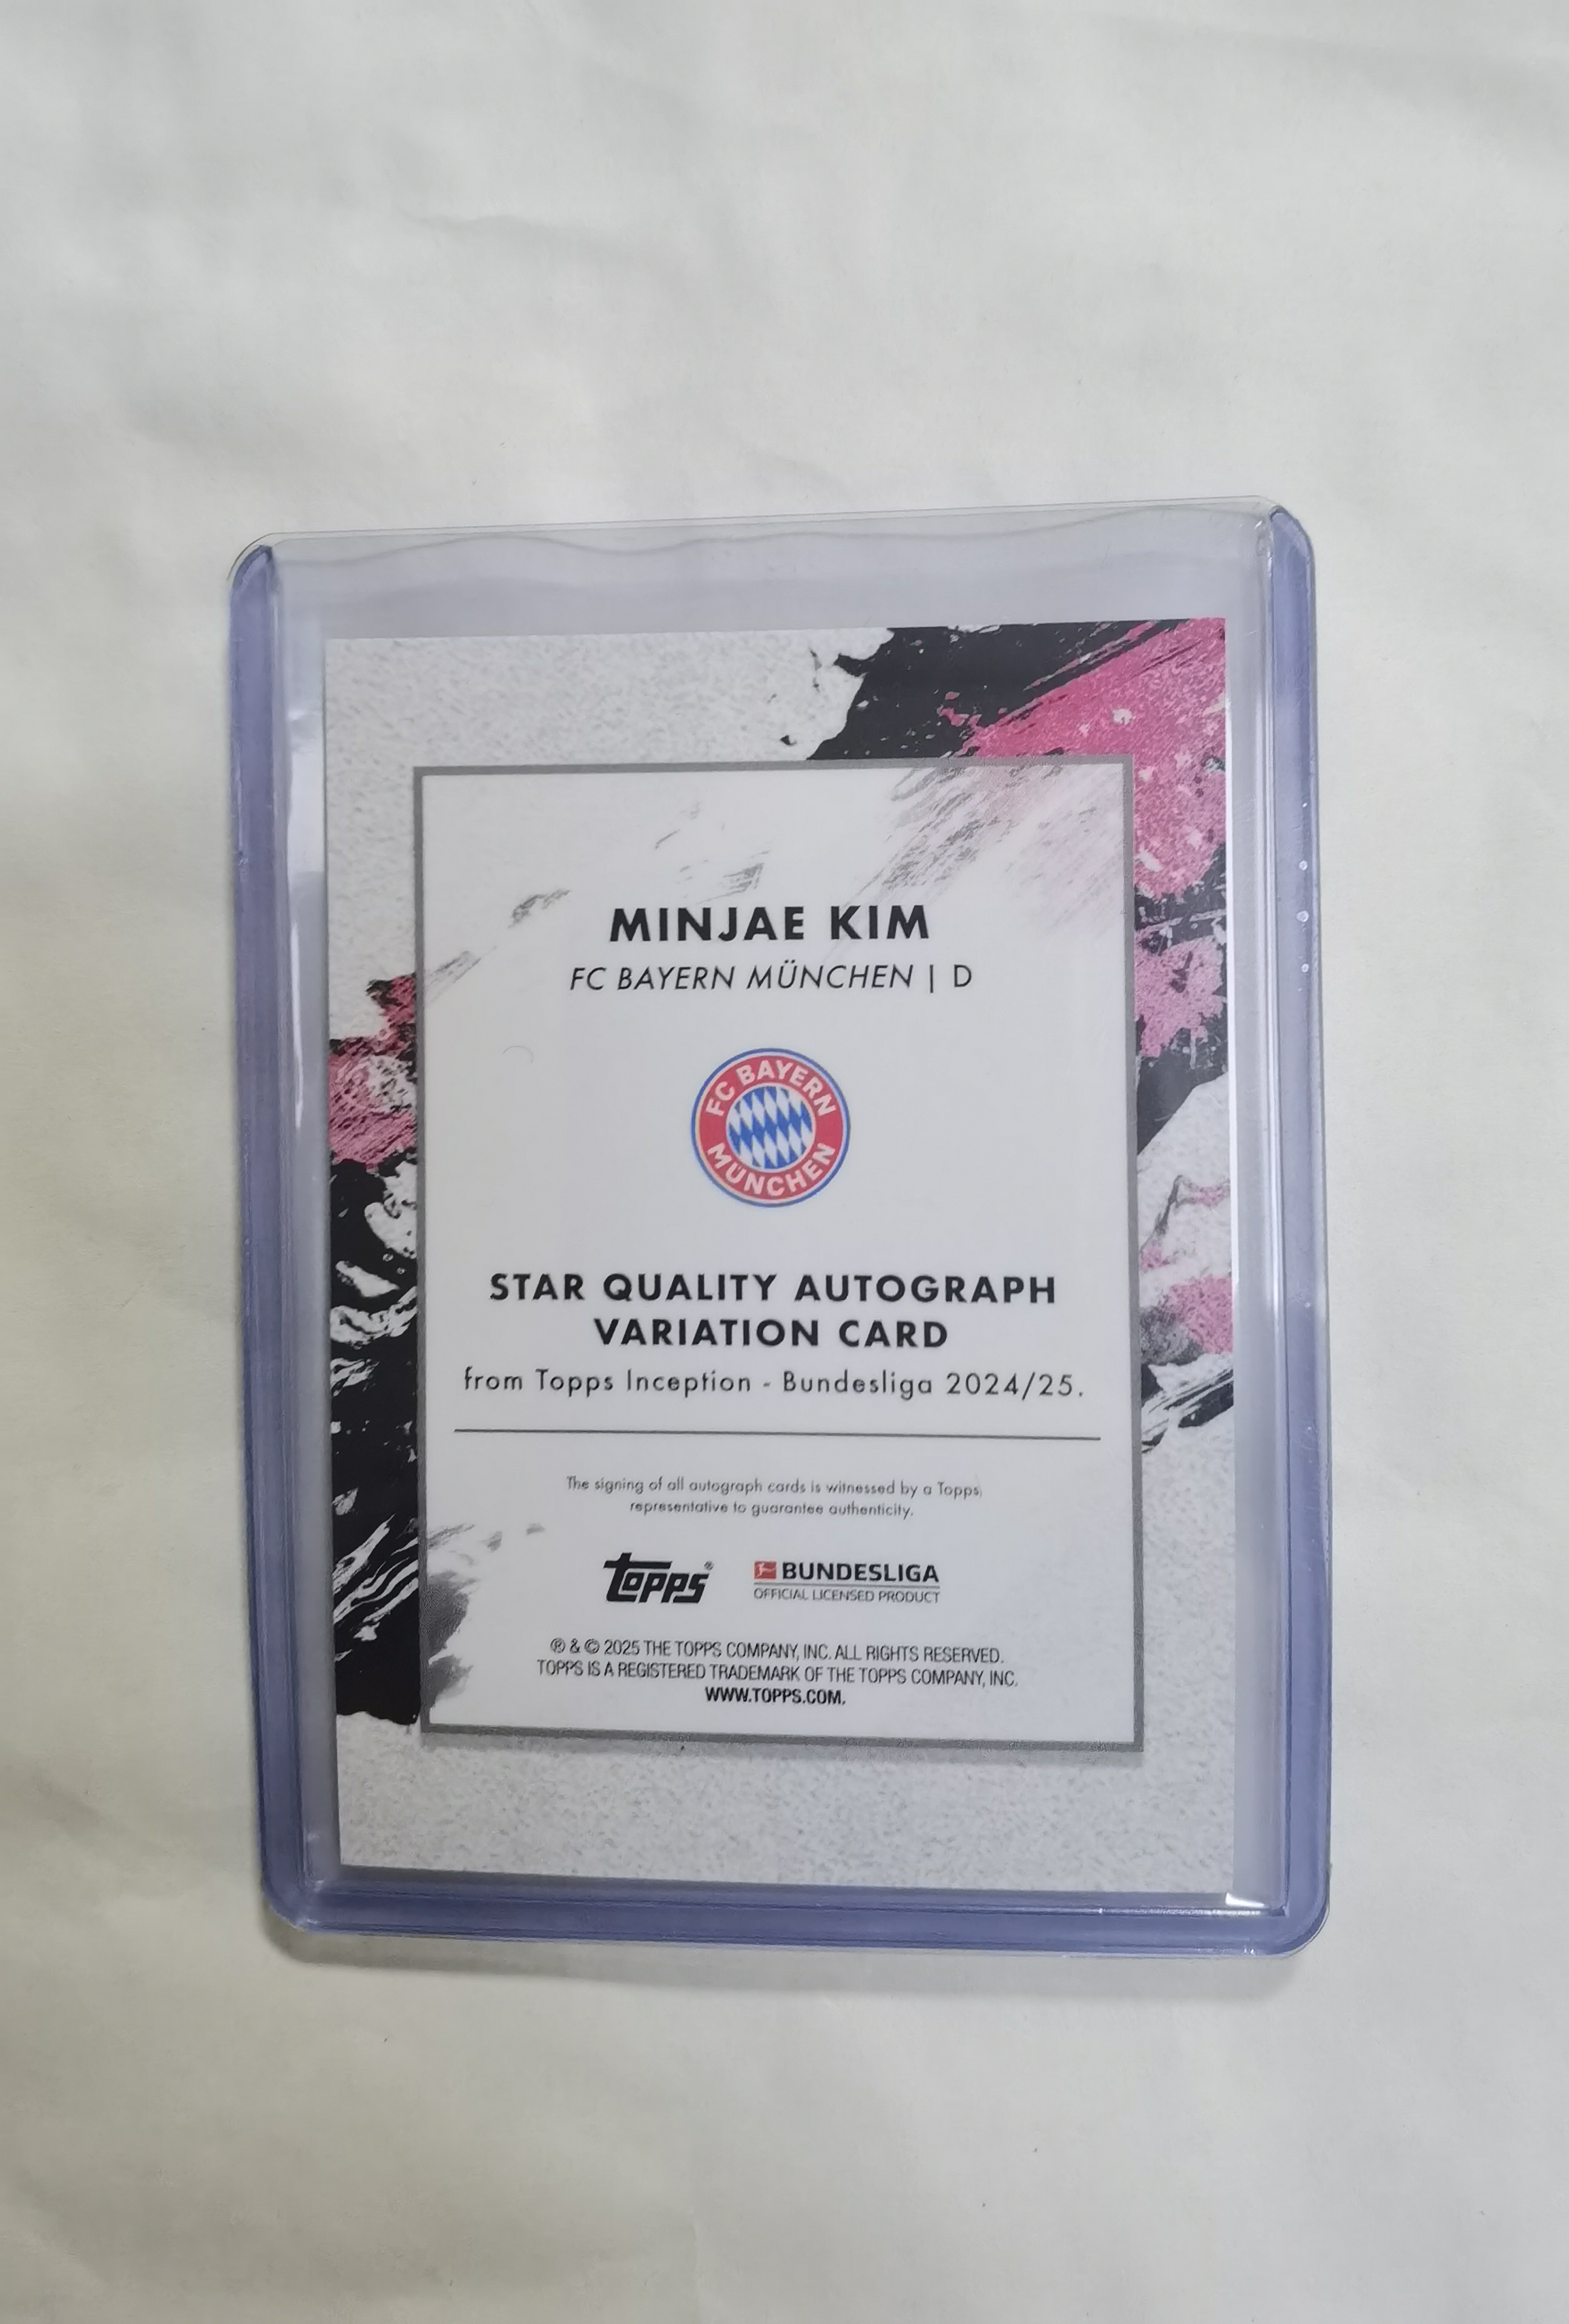 MINJAE KIM
FC BAYERN MÜNCHEN | D
FC BAYERN
MÜNCHEN
STAR QUALITY AUTOGRAPH
VARIATION CARD
from Topps Inception - Bundesliga 2024/25.
The signing of all autograph cards is witnessed by a Topps
representative to guarantee authenticity.
topps® BUNDESLIGA
OFFICIAL LICENSED PRODUCT
® & © 2025 THE TOPPS COMPANY, INC. ALL RIGHTS RESERVED.
TOPPS IS A REGISTERED TRADEMARK OF THE TOPPS COMPANY, INC.
WWW.TOPPS.COM.